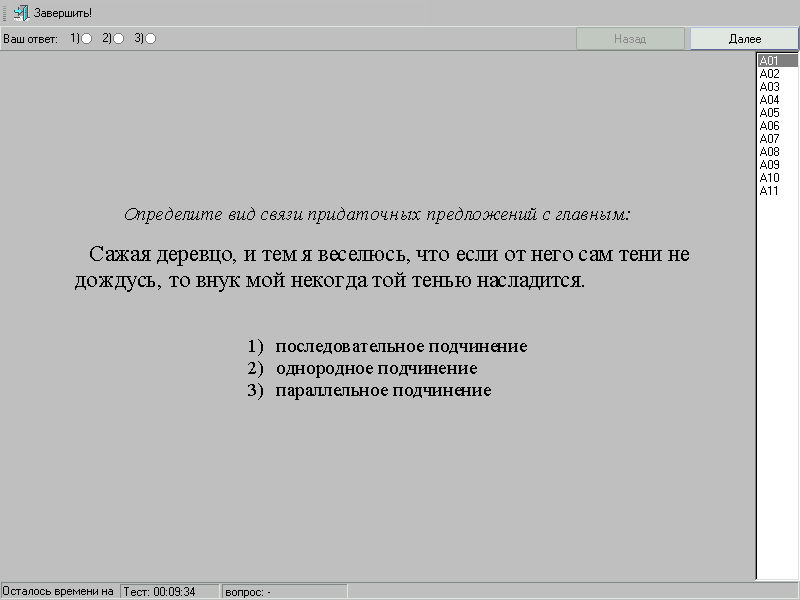 Завершить!
Ваш ответ: 1) 2) 3) Назад Далее
A01
A02
A03
A04
A05
A06
A07
A08
A09
A10
A11
Определите вид связи придаточных предложений с главным:
Сажая деревцо, и тем я веселюсь, что если от него сам тени не
дождусь, то внук мой некогда той тенью насладится.
1) последовательное подчинение
2) однородное подчинение
3) параллельное подчинение
Осталось времени на Тест: 00:09:34 вопрос: -